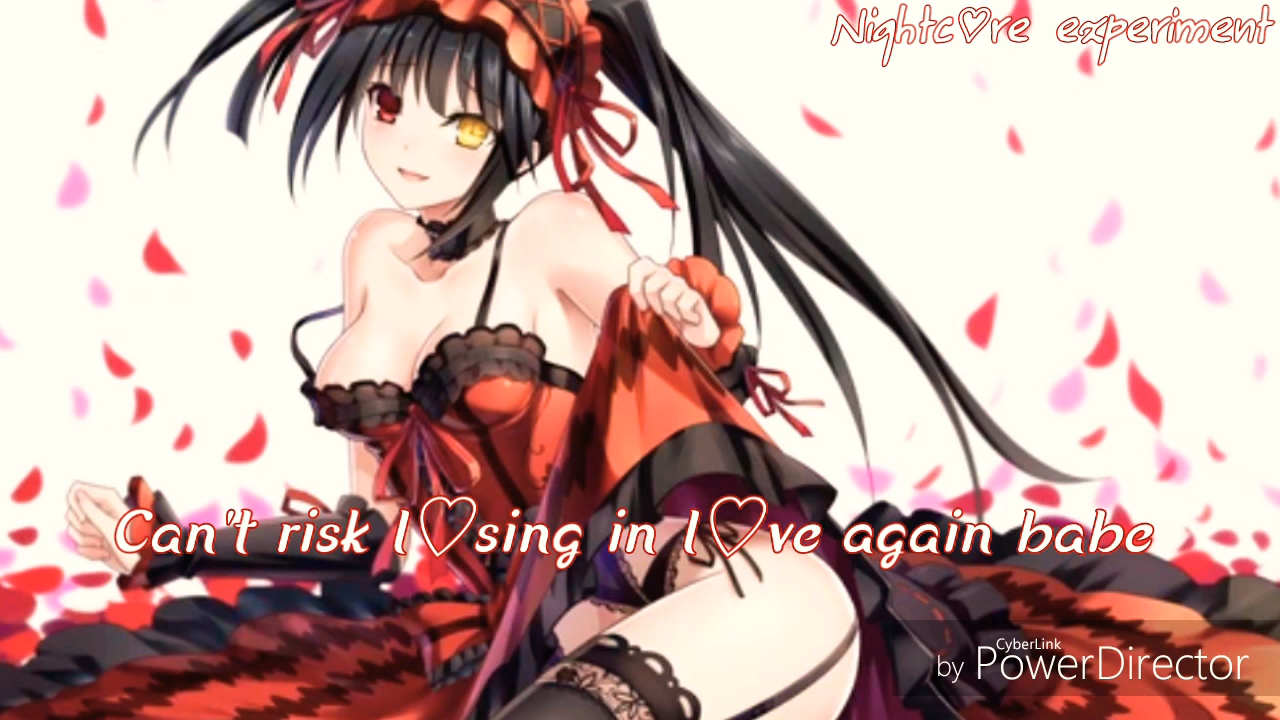 Nightc♡re experiment
Can't risk l♡sing in l♡ve again babe
CyberLink
by PowerDirector